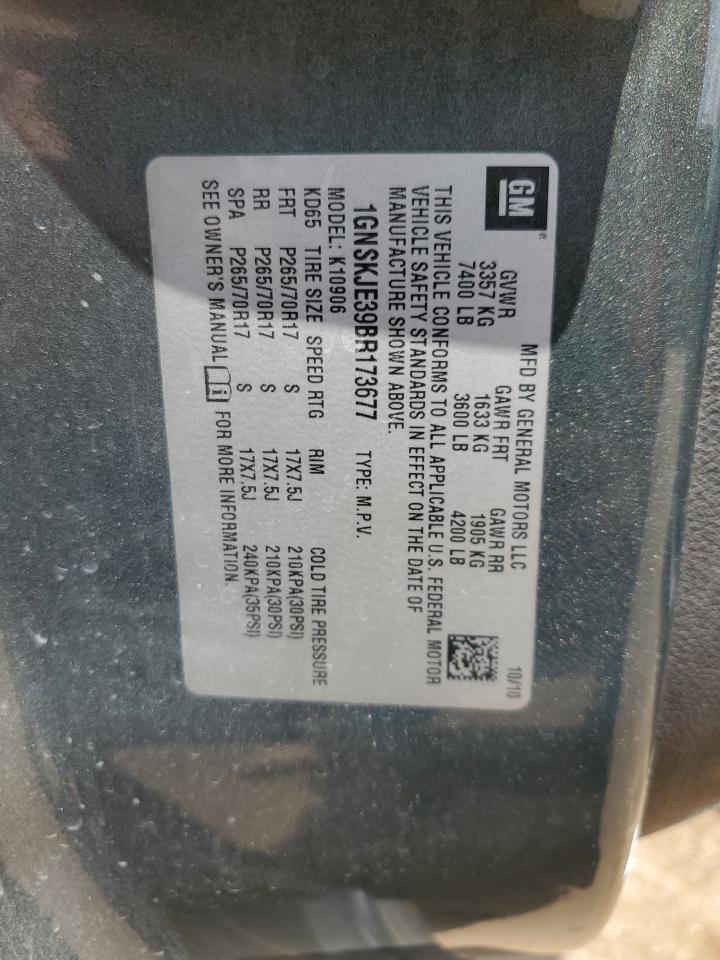 GM®
MFD BY GENERAL MOTORS LLC 10/10
GVWR GAWR FRT GAWR RR
3357 KG 1633 KG 1905 KG
7400 LB 3600 LB 4200 LB
THIS VEHICLE CONFORMS TO ALL APPLICABLE U.S. FEDERAL MOTOR
VEHICLE SAFETY STANDARDS IN EFFECT ON THE DATE OF
MANUFACTURE SHOWN ABOVE.
1GNSKJE39BR173677 TYPE: M.P.V.
MODEL: K10906
KD65 TIRE SIZE SPEED RTG RIM COLD TIRE PRESSURE
FRT P265/70R17 S 17X7.5J 210KPA(30PSI)
RR P265/70R17 S 17X7.5J 210KPA(30PSI)
SPA P265/70R17 S 17X7.5J 240KPA(35PSI)
SEE OWNER'S MANUAL FOR MORE INFORMATION.